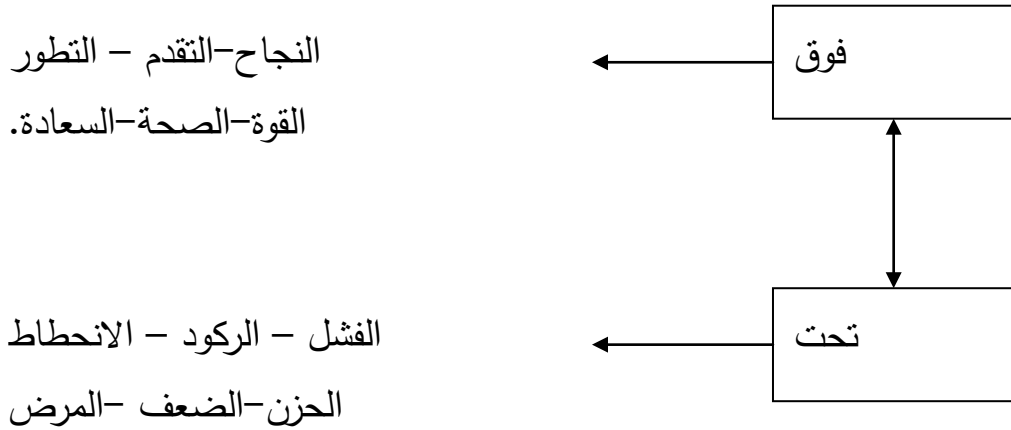 فوق
النجاح–التقدم – التطور
القوة–الصحة–السعادة.
تحت
الفشل – الركود – الانحطاط
الحزن–الضعف –المرض